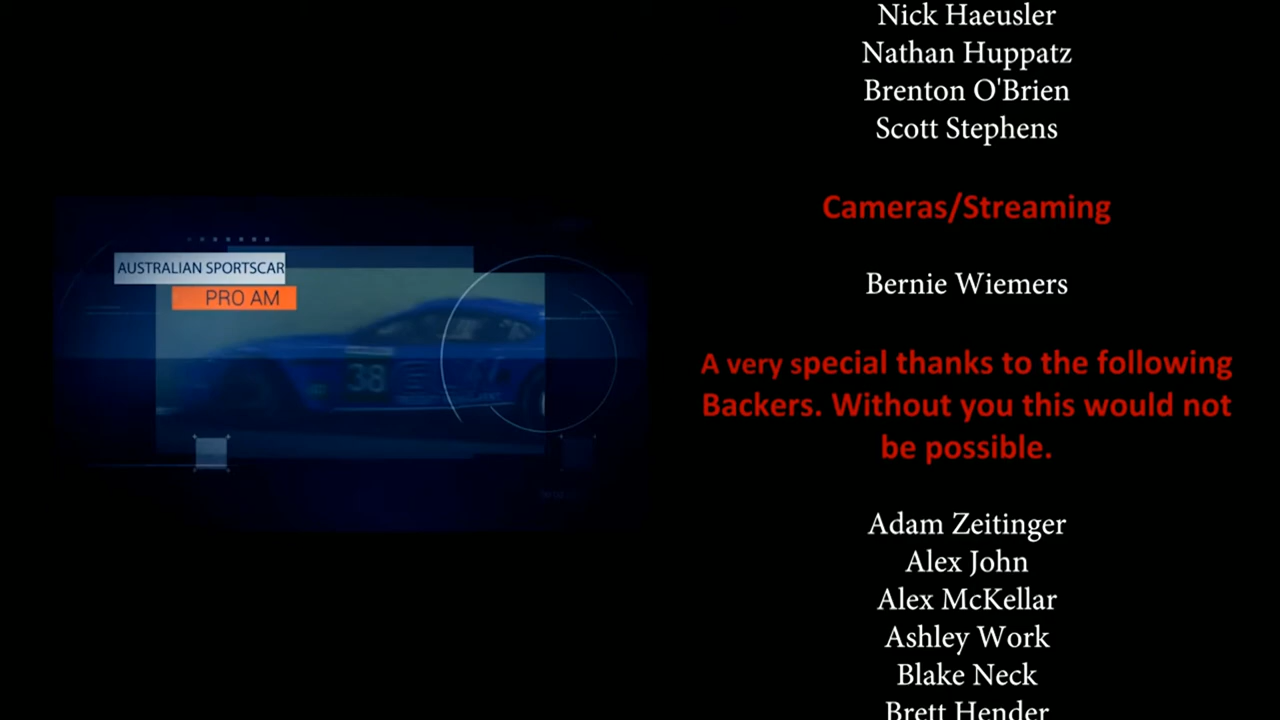 Nick Haeusler
Nathan Huppatz
Brenton O'Brien
Scott Stephens
Cameras/Streaming
Bernie Wiemers
A very special thanks to the following
Backers. Without you this would not
be possible.
Adam Zeitinger
Alex John
Alex McKellar
Ashley Work
Blake Neck
Brett Hender
AUSTRALIAN SPORTSCAR
PRO AM
38